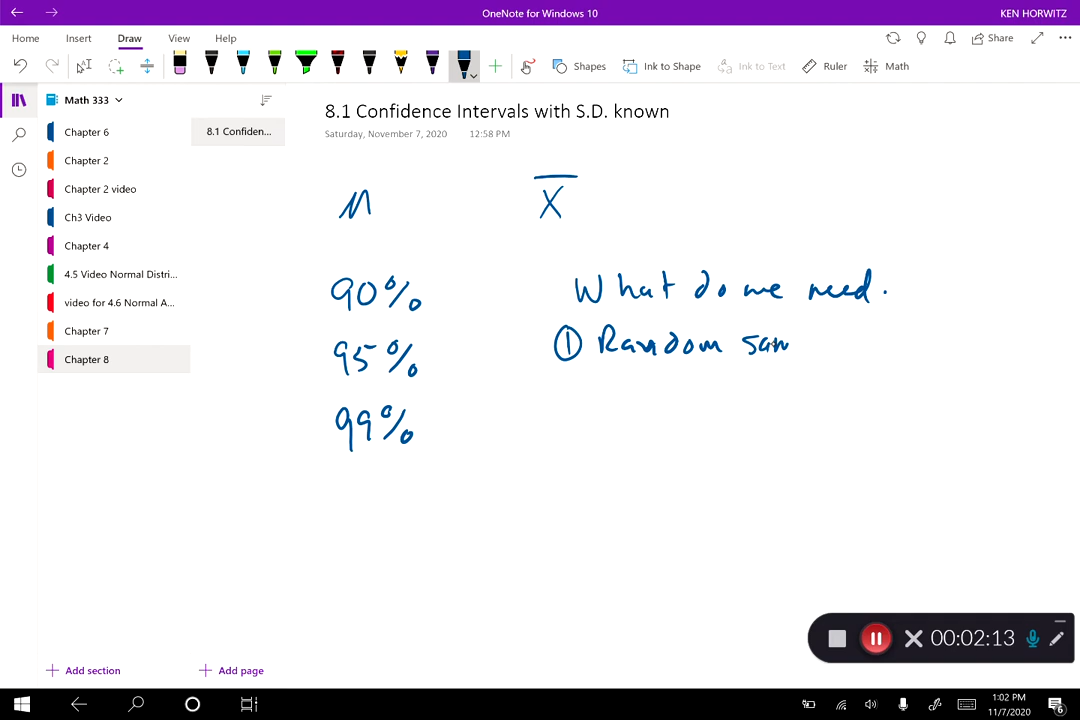 OneNote for Windows 10
KEN HORWITZ
Home Insert Draw View Help
Share
Shapes
Ink to Shape
Ink to Text
Ruler
Math
Math 333
Chapter 6
Chapter 2
Chapter 2 video
Ch3 Video
Chapter 4
4.5 Video Normal Distri...
video for 4.6 Normal A...
Chapter 7
Chapter 8
Add section
8.1 Confiden...
Add page
8.1 Confidence Intervals with S.D. known
Saturday, November 7, 2020 12:58 PM
M X̅
90%
95%
99%
What do we need.
① Random sam
00:02:13
1:02 PM
11/7/2020
6